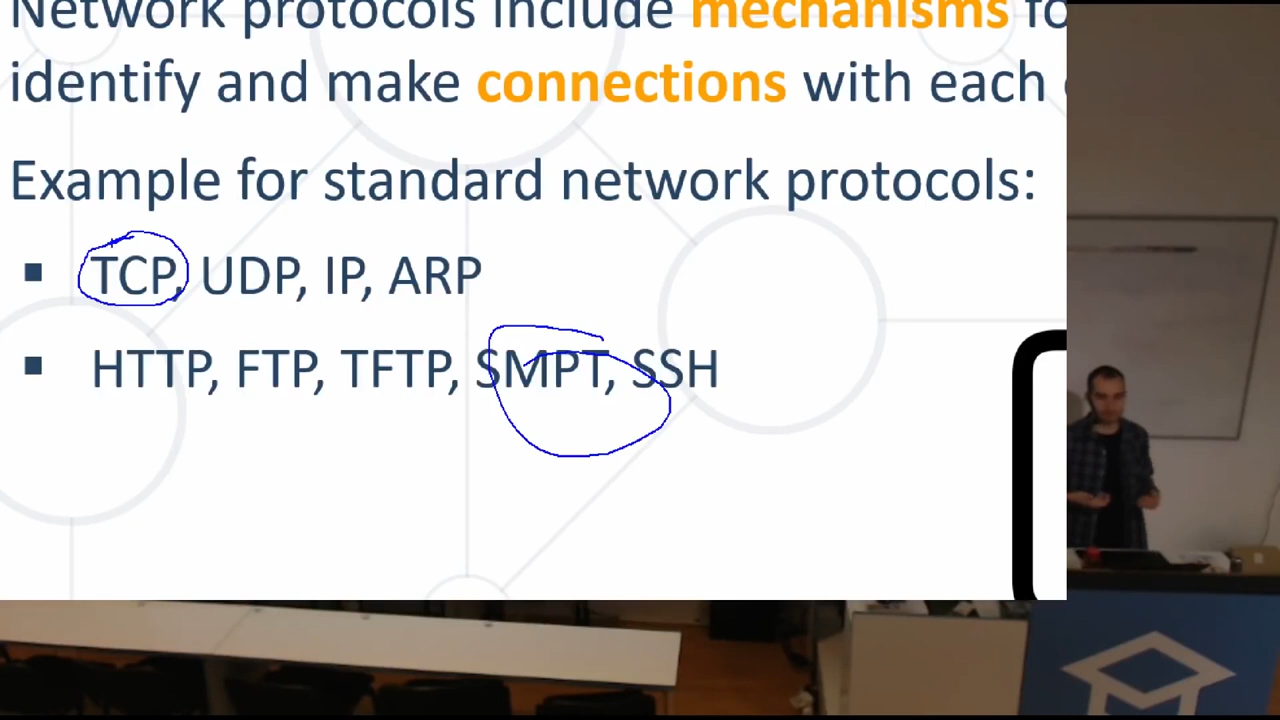 Network protocols include mechanisms fo
identify and make connections with each
Example for standard network protocols:
▪ TCP, UDP, IP, ARP
▪ HTTP, FTP, TFTP, SMPT, SSH